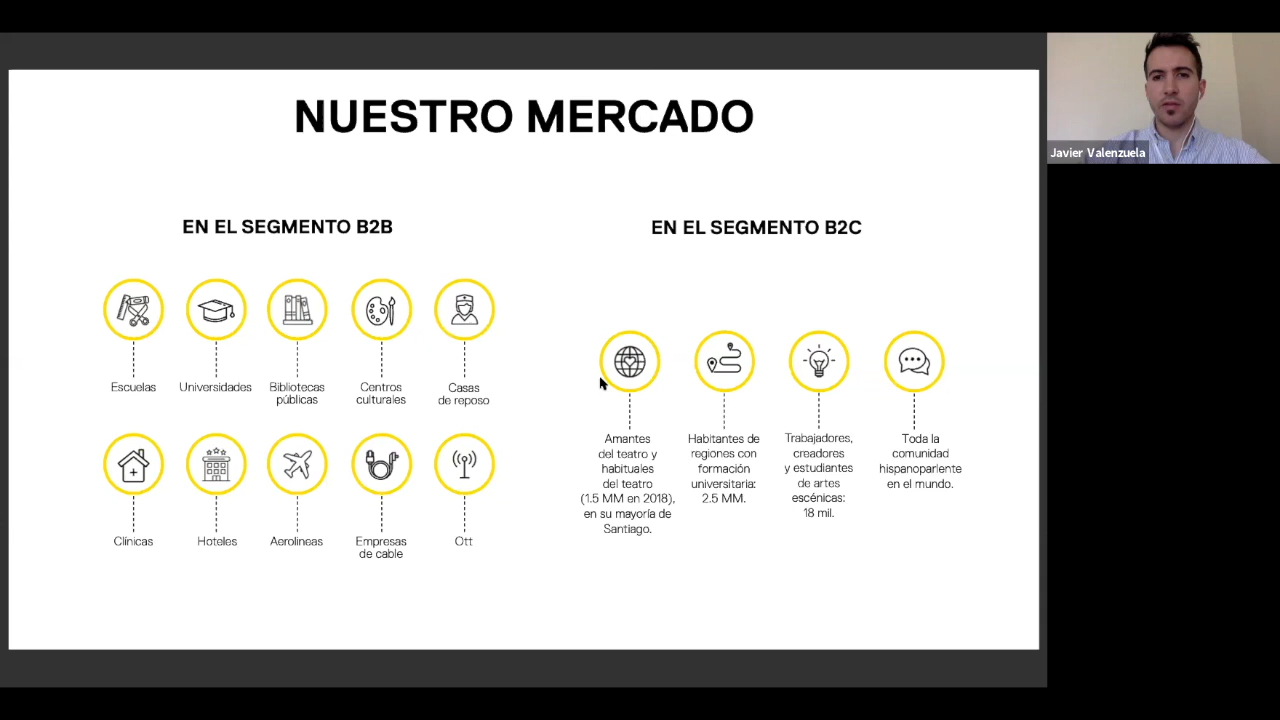 NUESTRO MERCADO
Javier Valenzuela
EN EL SEGMENTO B2B
Escuelas
Universidades
Bibliotecas
públicas
Centros
culturales
Casas
de reposo
Clínicas
Hoteles
Aerolineas
Empresas
de cable
Ott
EN EL SEGMENTO B2C
Amantes
del teatro y
habituales
del teatro
(1.5 MM en 2018),
en su mayoría de
Santiago.
Habitantes de
regiones con
formación
universitaria:
2.5 MM.
Trabajadores,
creadores
y estudiantes
de artes
escénicas:
18 mil.
Toda la
comunidad
hispanoparlente
en el mundo.